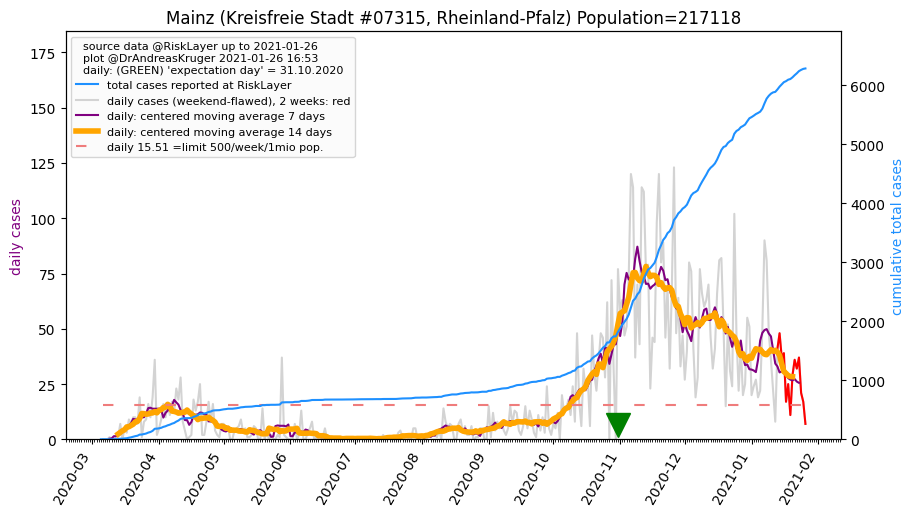 Mainz (Kreisfreie Stadt #07315, Rheinland-Pfalz) Population=217118
source data @RiskLayer up to 2021-01-26
plot @DrAndreasKruger 2021-01-26 16:53
daily: (GREEN) 'expectation day' = 31.10.2020
total cases reported at RiskLayer
daily cases (weekend-flawed), 2 weeks: red
daily: centered moving average 7 days
daily: centered moving average 14 days
daily 15.51 =limit 500/week/1mio pop.
daily cases
175
150
125
100
75
50
25
0
cumulative total cases
6000
5000
4000
3000
2000
1000
0
2020-03
2020-04
2020-05
2020-06
2020-07
2020-08
2020-09
2020-10
2020-11
2020-12
2021-01
2021-02